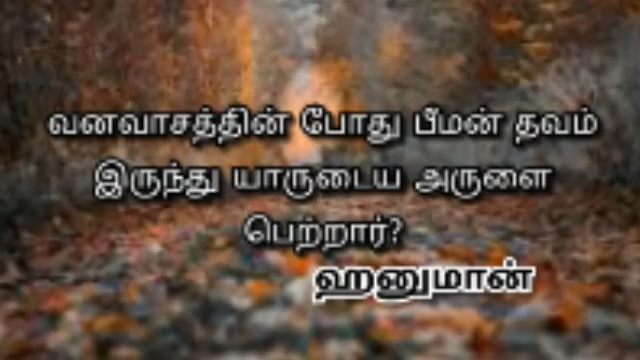 வனவாசத்தின் போது பீமன் தவம்
இருந்து யாருடைய அருளை
பெற்றார்?
ஹனுமான்